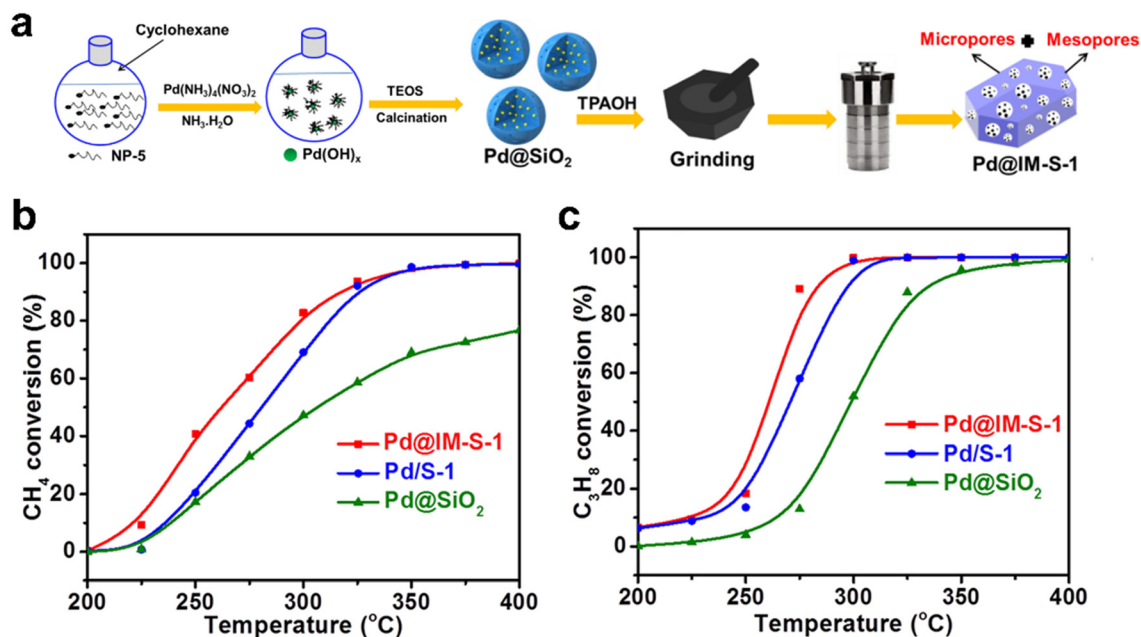 a
Cyclohexane
Pd(NH₃)₄(NO₃)₂
NH₃.H₂O
NP-5
Pd(OH)ₓ
TEOS
Calcination
Pd@SiO₂
TPAOH
Grinding
Micropores + Mesopores
Pd@IM-S-1
b
CH₄ conversion (%)
100
80
60
40
20
0
Pd@IM-S-1
Pd/S-1
Pd@SiO₂
200 250 300 350 400
Temperature (°C)
c
C₃H₈ conversion (%)
100
80
60
40
20
0
Pd@IM-S-1
Pd/S-1
Pd@SiO₂
200 250 300 350 400
Temperature (°C)